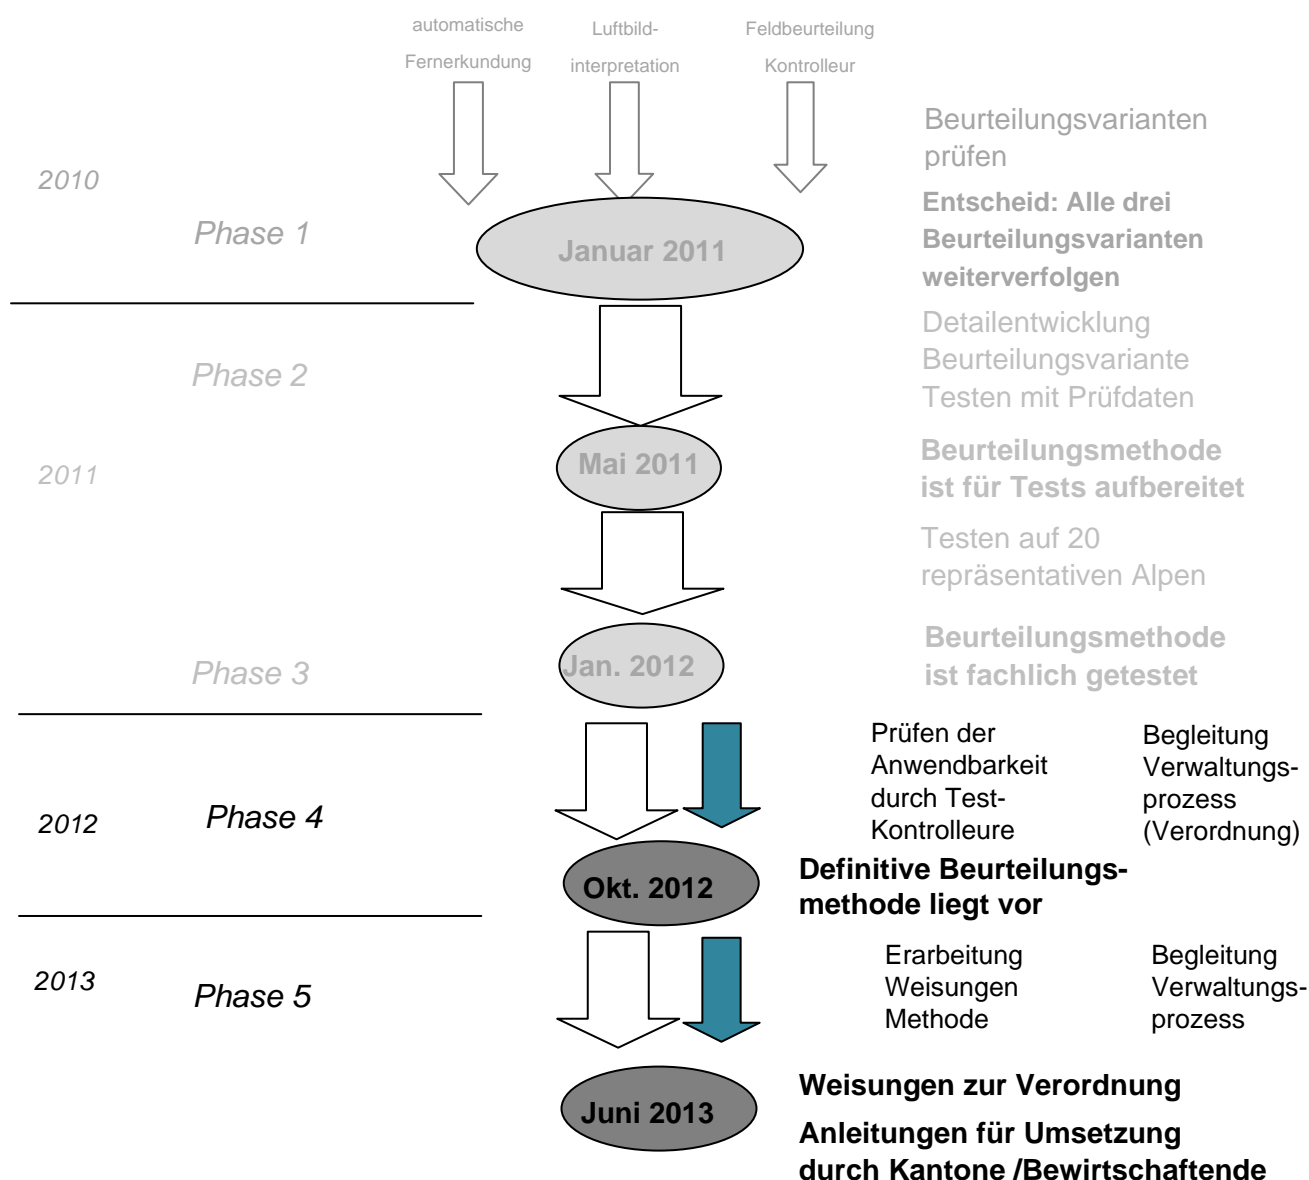 automatische
Fernerkundung
Luftbild-
interpretation
Feldbeurteilung
Kontrolleur
2010
Phase 1
Januar 2011
Beurteilungsvarianten
prüfen
Entscheid: Alle drei
Beurteilungsvarianten
weiterverfolgen
Phase 2
Detailentwicklung
Beurteilungsvariante
Testen mit Prüfdaten
2011
Mai 2011
Beurteilungsmethode
ist für Tests aufbereitet
Testen auf 20
repräsentativen Alpen
Phase 3
Jan. 2012
Beurteilungsmethode
ist fachlich getestet
2012
Phase 4
Prüfen der
Anwendbarkeit
durch Test-
Kontrolleure
Begleitung
Verwaltungs-
prozess
(Verordnung)
Okt. 2012
Definitive Beurteilungs-
methode liegt vor
2013
Phase 5
Erarbeitung
Weisungen
Methode
Begleitung
Verwaltungs-
prozess
Juni 2013
Weisungen zur Verordnung
Anleitungen für Umsetzung
durch Kantone /Bewirtschaftende